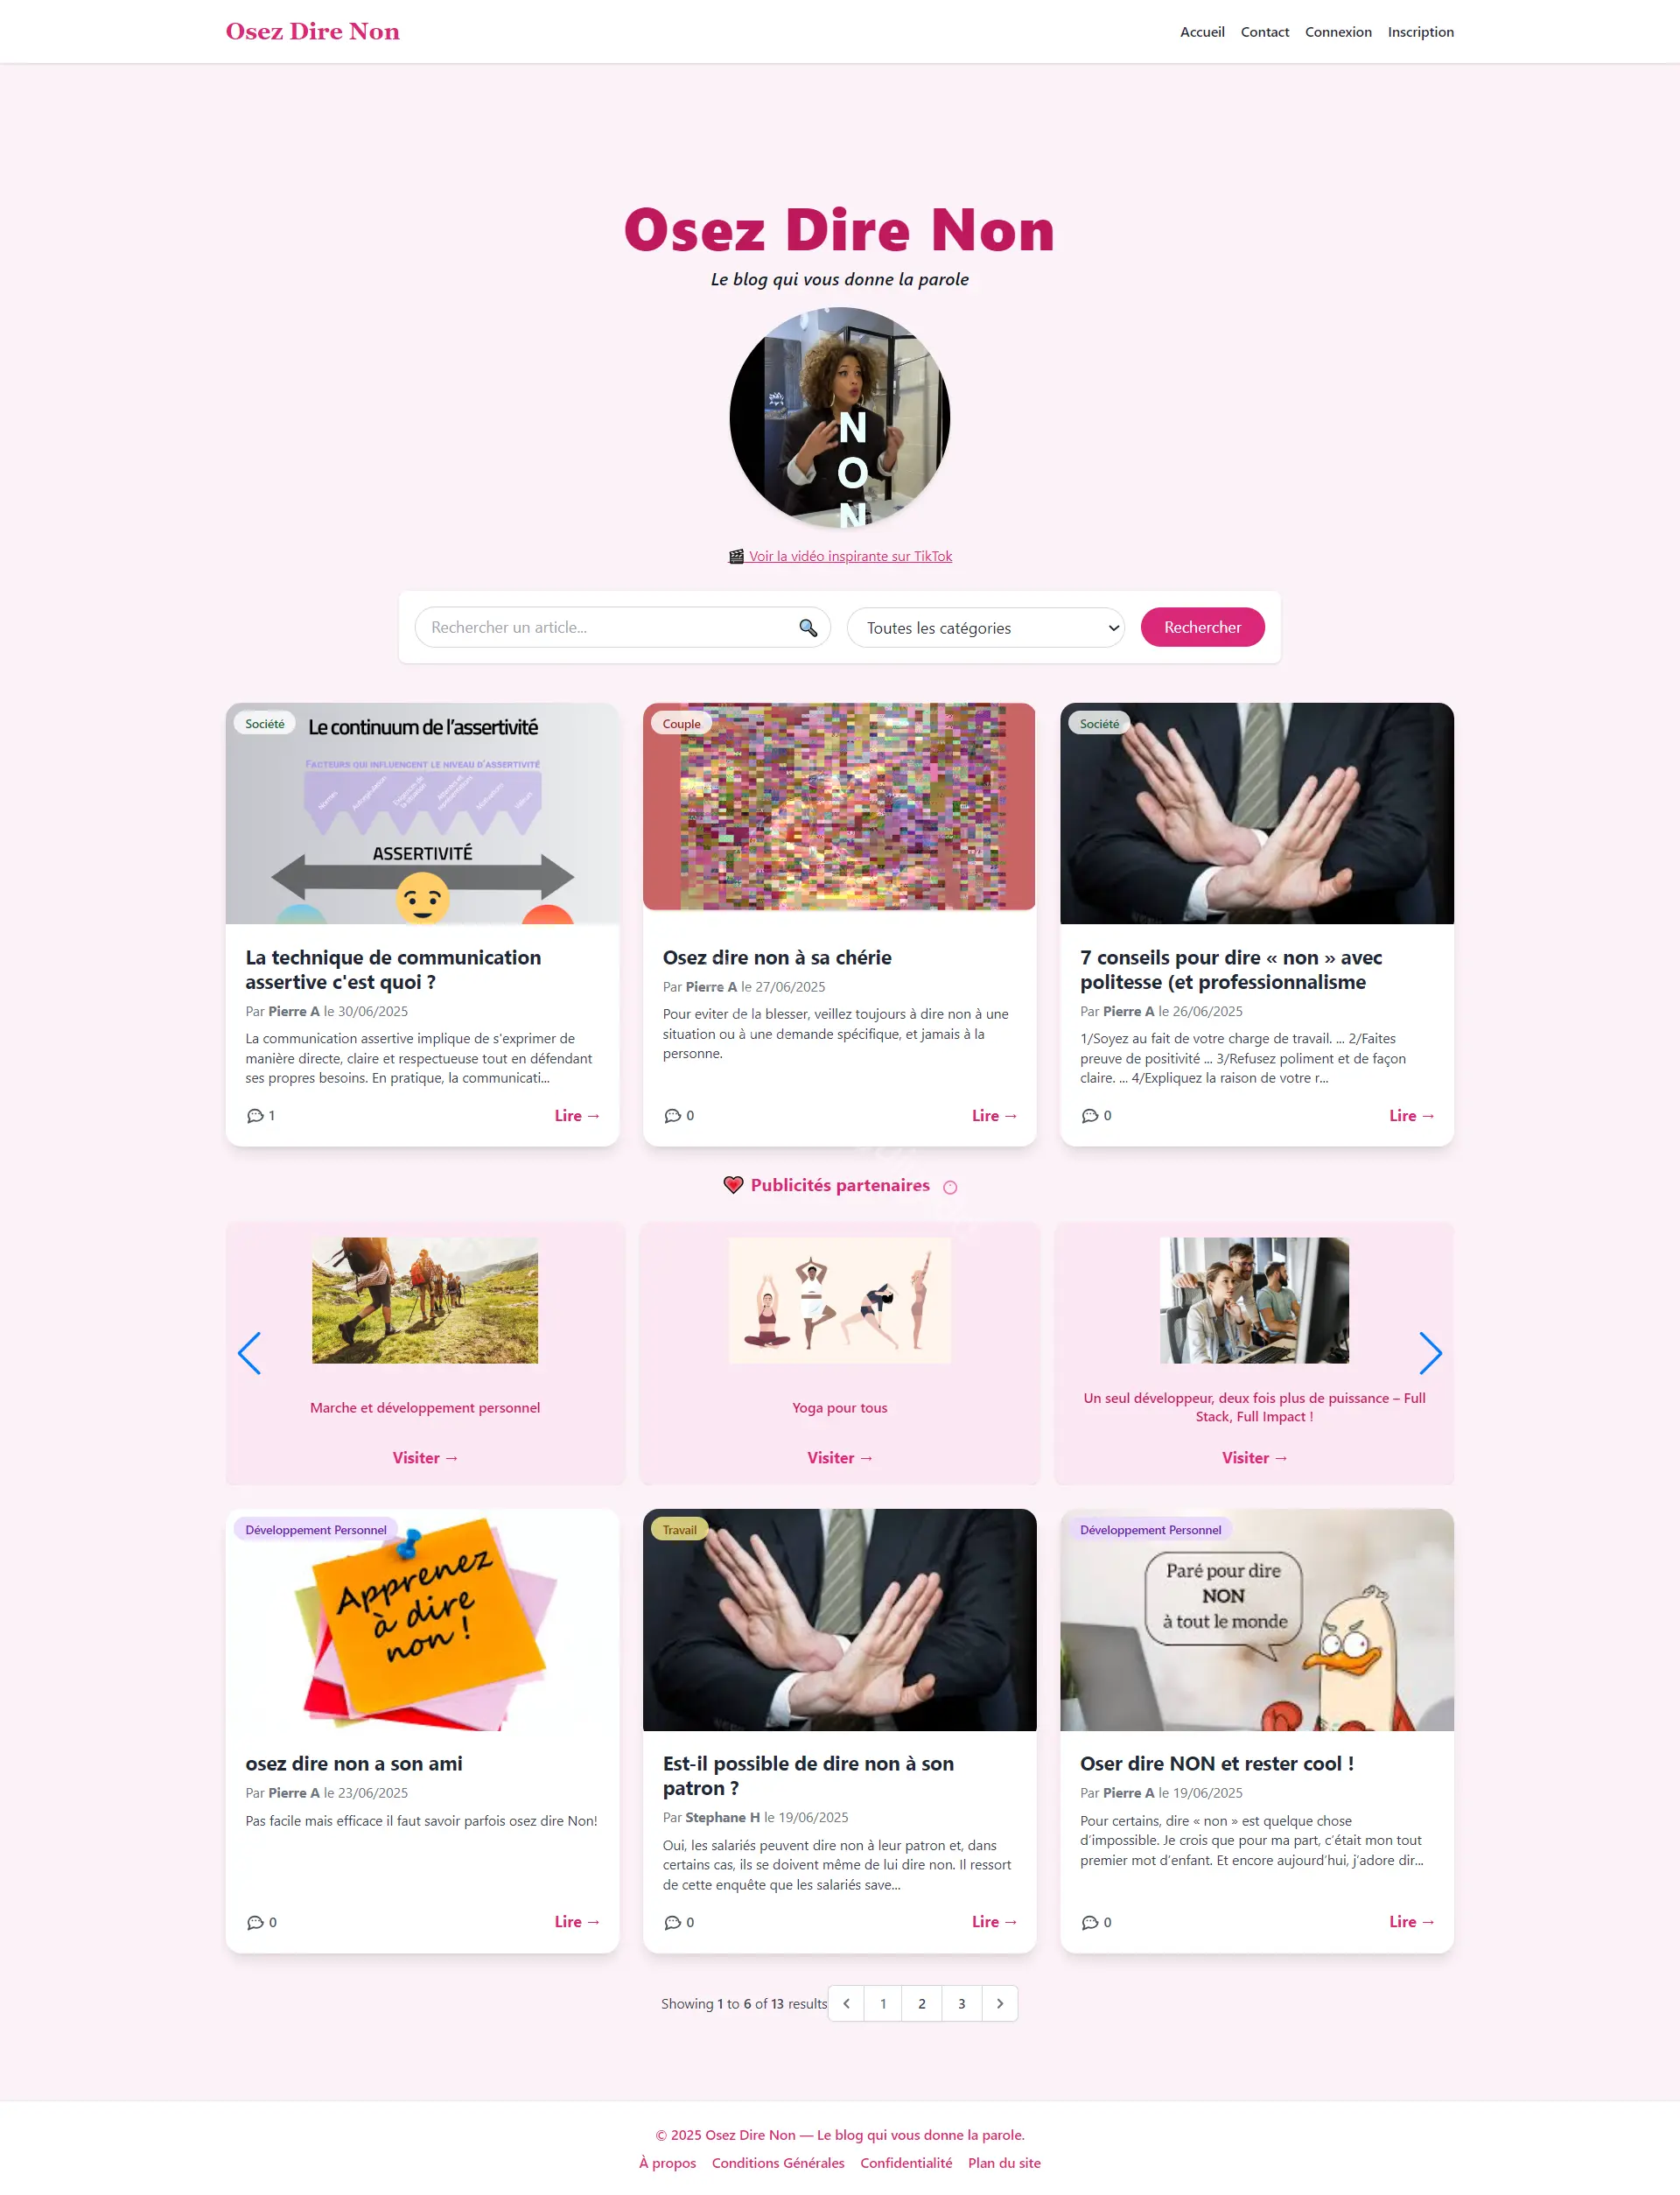 Osez Dire Non
Accueil Contact Connexion Inscription
Osez Dire Non
Le blog qui vous donne la parole
N
O
N
Voir la vidéo inspirante sur TikTok
Rechercher un article...
Toutes les catégories
Rechercher
Société
Le continuum de l'assertivité
FACTEURS QUI INFLUENCENT LE NIVEAU D'ASSERTIVITÉ
Normes
Motivations
Valeurs
ASSERTIVITÉ
La technique de communication
assertive c'est quoi ?
Par Pierre A le 30/06/2025
La communication assertive implique de s'exprimer de
manière directe, claire et respectueuse tout en défendant
ses propres besoins. En pratique, la communicati...
1
Lire →
Couple
Osez dire non à sa chérie
Par Pierre A le 27/06/2025
Pour eviter de la blesser, veillez toujours à dire non à une
situation ou à une demande spécifique, et jamais à la
personne.
0
Lire →
Société
7 conseils pour dire « non » avec
politesse (et professionnalisme
Par Pierre A le 26/06/2025
1/Soyez au fait de votre charge de travail. ... 2/Faites
preuve de positivité ... 3/Refusez poliment et de façon
claire. ... 4/Expliquez la raison de votre r...
0
Lire →
Publicités partenaires
Marche et développement personnel
Visiter →
Yoga pour tous
Visiter →
Un seul développeur, deux fois plus de puissance – Full
Stack, Full Impact !
Visiter →
Développement Personnel
Apprenez
à dire
non !
osez dire non a son ami
Par Pierre A le 23/06/2025
Pas facile mais efficace il faut savoir parfois osez dire Non!
0
Lire →
Travail
Est-il possible de dire non à son
patron ?
Par Stephane H le 19/06/2025
Oui, les salariés peuvent dire non à leur patron et, dans
certains cas, ils se doivent même de lui dire non. Il ressort
de cette enquête que les salariés save...
0
Lire →
Développement Personnel
Paré pour dire
NON
à tout le monde
Oser dire NON et rester cool !
Par Pierre A le 19/06/2025
Pour certains, dire « non » est quelque chose
d'impossible. Je crois que pour ma part, c'était mon tout
premier mot d'enfant. Et encore aujourd'hui, j'adore dir...
0
Lire →
Showing 1 to 6 of 13 results
1 2 3
© 2025 Osez Dire Non — Le blog qui vous donne la parole.
À propos Conditions Générales Confidentialité Plan du site